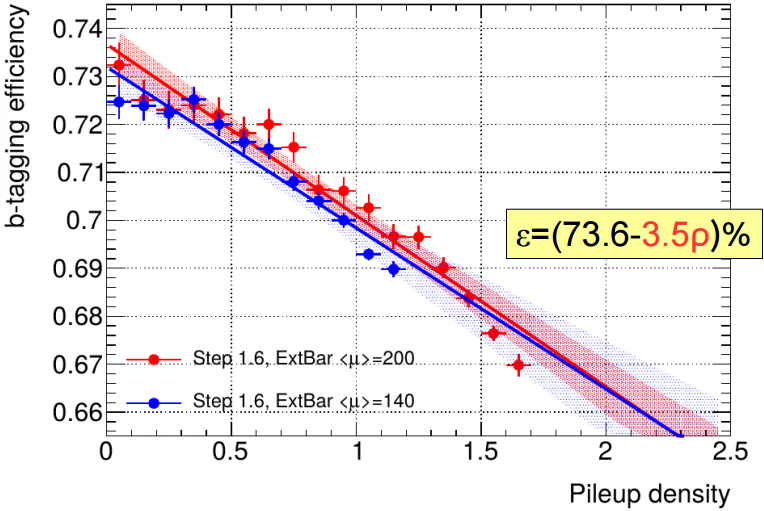 b-tagging efficiency
0.74
0.73
0.72
0.71
0.7
0.69
0.68
0.67
0.66
ε=(73.6-3.5ρ)%
Step 1.6, ExtBar <μ>=200
Step 1.6, ExtBar <μ>=140
0 0.5 1 1.5 2 2.5
Pileup density